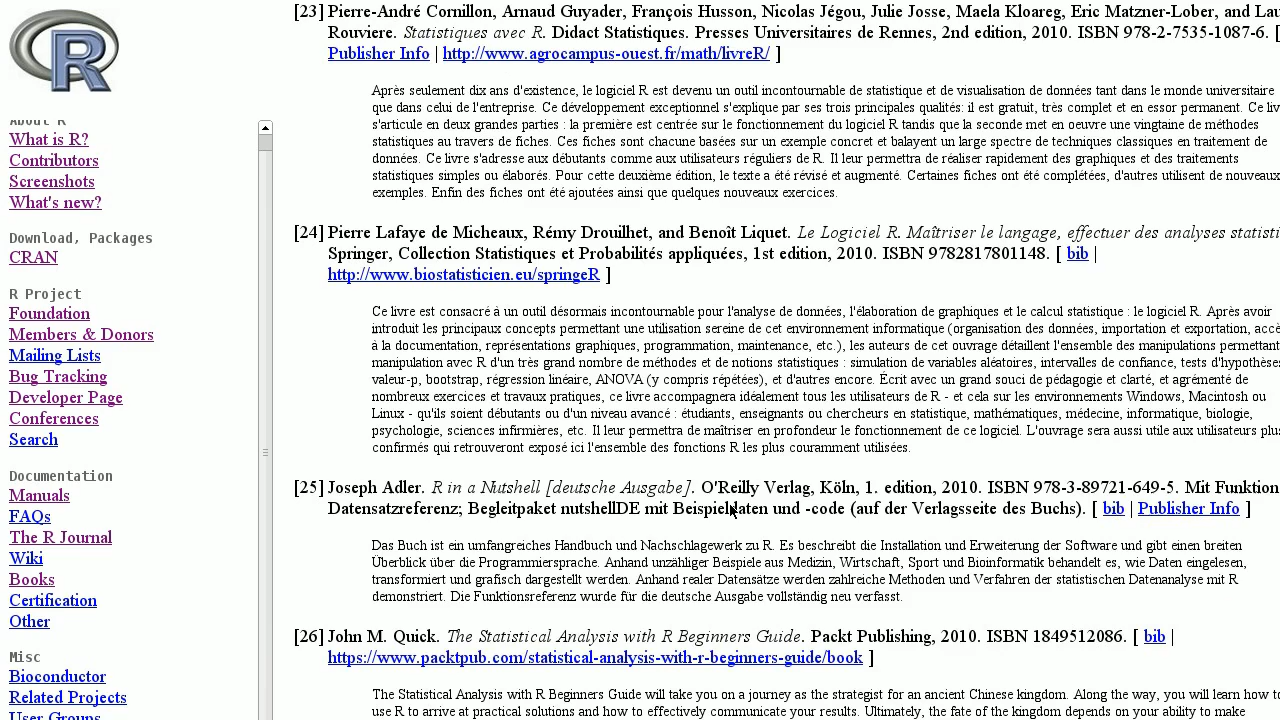 R
About R
What is R?
Contributors
Screenshots
What's new?
Download, Packages
CRAN
R Project
Foundation
Members & Donors
Mailing Lists
Bug Tracking
Developer Page
Conferences
Search
Documentation
Manuals
FAQs
The R Journal
Wiki
Books
Certification
Other
Misc
Bioconductor
Related Projects
User Groups
[23] Pierre-André Cornillon, Arnaud Guyader, François Husson, Nicolas Jégou, Julie Josse, Maela Kloareg, Eric Matzner-Lober, and Lau
Rouviere. Statistiques avec R. Didact Statistiques. Presses Universitaires de Rennes, 2nd edition, 2010. ISBN 978-2-7535-1087-6. [
Publisher Info | http://www.agrocampus-ouest.fr/math/livreR/ ]
Après seulement dix ans d'existence, le logiciel R est devenu un outil incontournable de statistique et de visualisation de données tant dans le monde universitaire
que dans celui de l'entreprise. Ce développement exceptionnel s'explique par ses trois principales qualités: il est gratuit, très complet et en essor permanent. Ce liv
s'articule en deux grandes parties : la première est centrée sur le fonctionnement du logiciel R tandis que la seconde met en oeuvre une vingtaine de méthodes
statistiques au travers de fiches. Ces fiches sont chacune basées sur un exemple concret et balayent un large spectre de techniques classiques en traitement de
données. Ce livre s'adresse aux débutants comme aux utilisateurs réguliers de R. Il leur permettra de réaliser rapidement des graphiques et des traitements
statistiques simples ou élaborés. Pour cette deuxième édition, le texte a été révisé et augmenté. Certaines fiches ont été complétées, d'autres utilisent de nouveaux
exemples. Enfin des fiches ont été ajoutées ainsi que quelques nouveaux exercices.
[24] Pierre Lafaye de Micheaux, Rémy Drouilhet, and Benoît Liquet. Le Logiciel R. Maîtriser le langage, effectuer des analyses statisti
Springer, Collection Statistiques et Probabilités appliquées, 1st edition, 2010. ISBN 9782817801148. [ bib |
http://www.biostatisticien.eu/springeR ]
Ce livre est consacré à un outil désormais incontournable pour l'analyse de données, l'élaboration de graphiques et le calcul statistique : le logiciel R. Après avoir
introduit les principaux concepts permettant une utilisation sereine de cet environnement informatique (organisation des données, importation et exportation, accè
à la documentation, représentations graphiques, programmation, maintenance, etc.), les auteurs de cet ouvrage détaillent l'ensemble des manipulations permettant
manipulation avec R d'un très grand nombre de méthodes et de notions statistiques : simulation de variables aléatoires, intervalles de confiance, tests d'hypothèses
valeur-p, bootstrap, régression linéaire, ANOVA (y compris répétées), et d'autres encore. Écrit avec un grand souci de pédagogie et clarté, et agrémenté de
nombreux exercices et travaux pratiques, ce livre accompagnera idéalement tous les utilisateurs de R - et cela sur les environnements Windows, Macintosh ou
Linux - qu'ils soient débutants ou d'un niveau avancé : étudiants, enseignants ou chercheurs en statistique, mathématiques, médecine, informatique, biologie,
psychologie, sciences infirmières, etc. Il leur permettra de maîtriser en profondeur le fonctionnement de ce logiciel. L'ouvrage sera aussi utile aux utilisateurs plus
confirmés qui retrouveront exposé ici l'ensemble des fonctions R les plus couramment utilisées.
[25] Joseph Adler. R in a Nutshell [deutsche Ausgabe]. O'Reilly Verlag, Köln, 1. edition, 2010. ISBN 978-3-89721-649-5. Mit Funktion
Datensatzreferenz; Begleitpaket nutshellDE mit Beispieldaten und -code (auf der Verlagsseite des Buchs). [ bib | Publisher Info ]
Das Buch ist ein umfangreiches Handbuch und Nachschlagewerk zu R. Es beschreibt die Installation und Erweiterung der Software und gibt einen breiten
Überblick über die Programmiersprache. Anhand unzähliger Beispiele aus Medizin, Wirtschaft, Sport und Bioinformatik behandelt es, wie Daten eingelesen,
transformiert und grafisch dargestellt werden. Anhand realer Datensätze werden zahlreiche Methoden und Verfahren der statistischen Datenanalyse mit R
demonstriert. Die Funktionsreferenz wurde für die deutsche Ausgabe vollständig neu verfasst.
[26] John M. Quick. The Statistical Analysis with R Beginners Guide. Packt Publishing, 2010. ISBN 1849512086. [ bib |
https://www.packtpub.com/statistical-analysis-with-r-beginners-guide/book ]
The Statistical Analysis with R Beginners Guide will take you on a journey as the strategist for an ancient Chinese kingdom. Along the way, you will learn how to
use R to arrive at practical solutions and how to effectively communicate your results. Ultimately, the fate of the kingdom depends on your ability to make